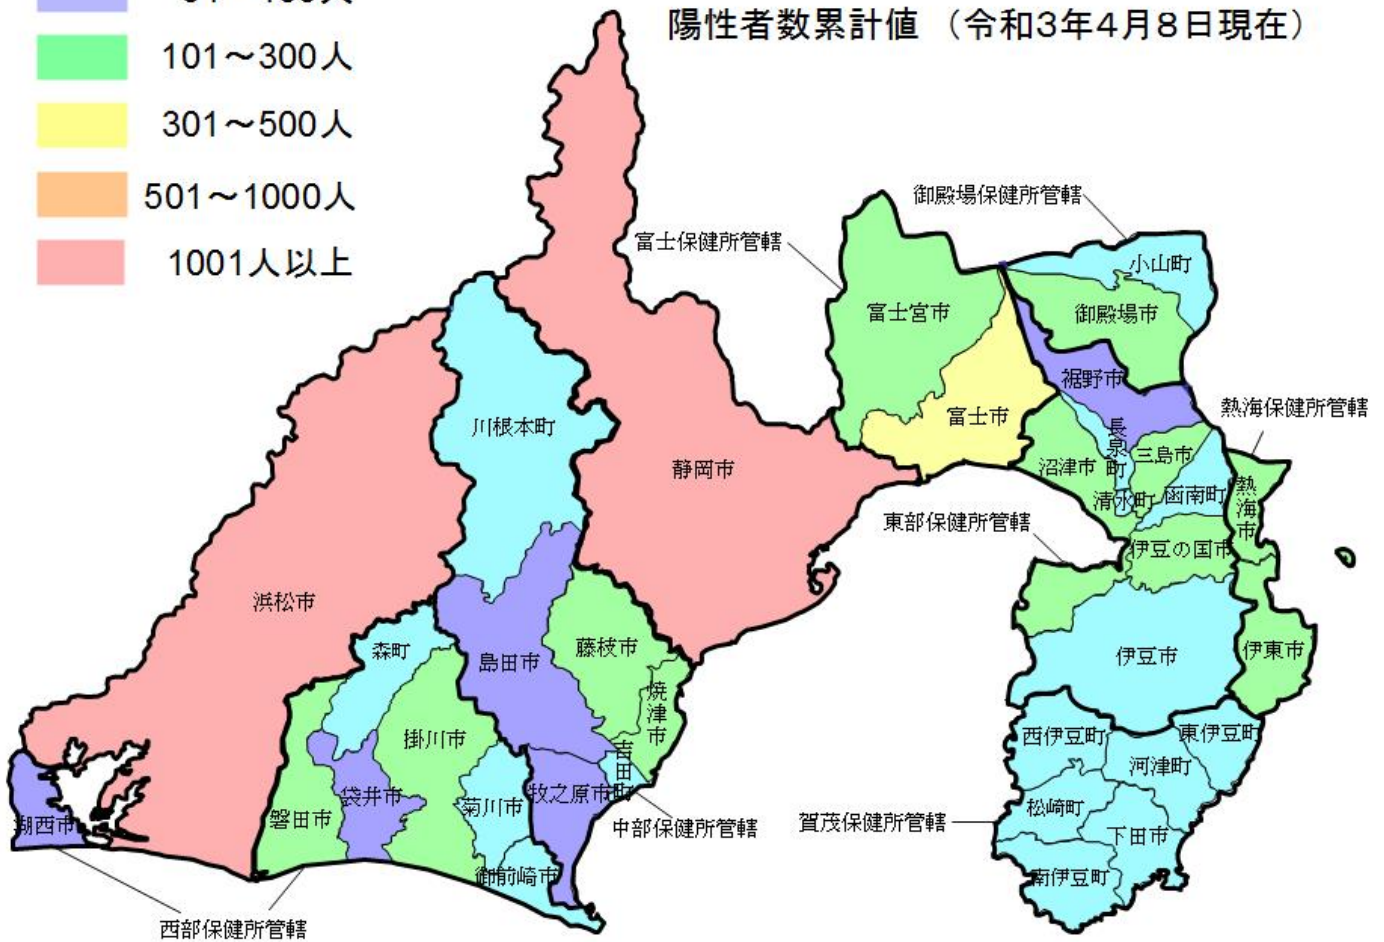 陽性者数累計値 （令和3年4月8日現在）
101～300人
301～500人
501～1000人
1001人以上
御殿場保健所管轄
富士保健所管轄
小山町
富士宮市
御殿場市
裾野市
熱海保健所管轄
富士市
川根本町
長泉町
三島市
静岡市
沼津市
函南町
清水町
熱海市
東部保健所管轄
伊豆の国市
浜松市
森町
島田市
藤枝市
伊豆市
伊東市
焼津市
掛川市
西伊豆町
東伊豆町
吉田町
河津町
袋井市
菊川市
牧之原市
松崎町
磐田市
湖西市
中部保健所管轄
賀茂保健所管轄
下田市
御前崎市
南伊豆町
西部保健所管轄